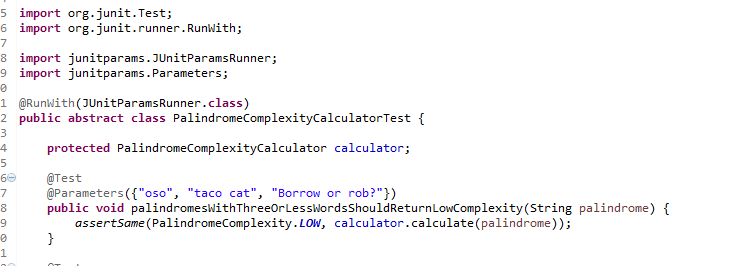 5 import org.junit.Test;
6 import org.junit.runner.RunWith;
7
8 import junitparams.JUnitParamsRunner;
9 import junitparams.Parameters;
0
1 @RunWith(JUnitParamsRunner.class)
2 public abstract class PalindromeComplexityCalculatorTest {
3
4 protected PalindromeComplexityCalculator calculator;
5
6 @Test
7 @Parameters({"oso", "taco cat", "Borrow or rob?"})
8 public void palindromesWithThreeOrLessWordsShouldReturnLowComplexity(String palindrome) {
9 assertSame(PalindromeComplexity.LOW, calculator.calculate(palindrome));
0 }
1